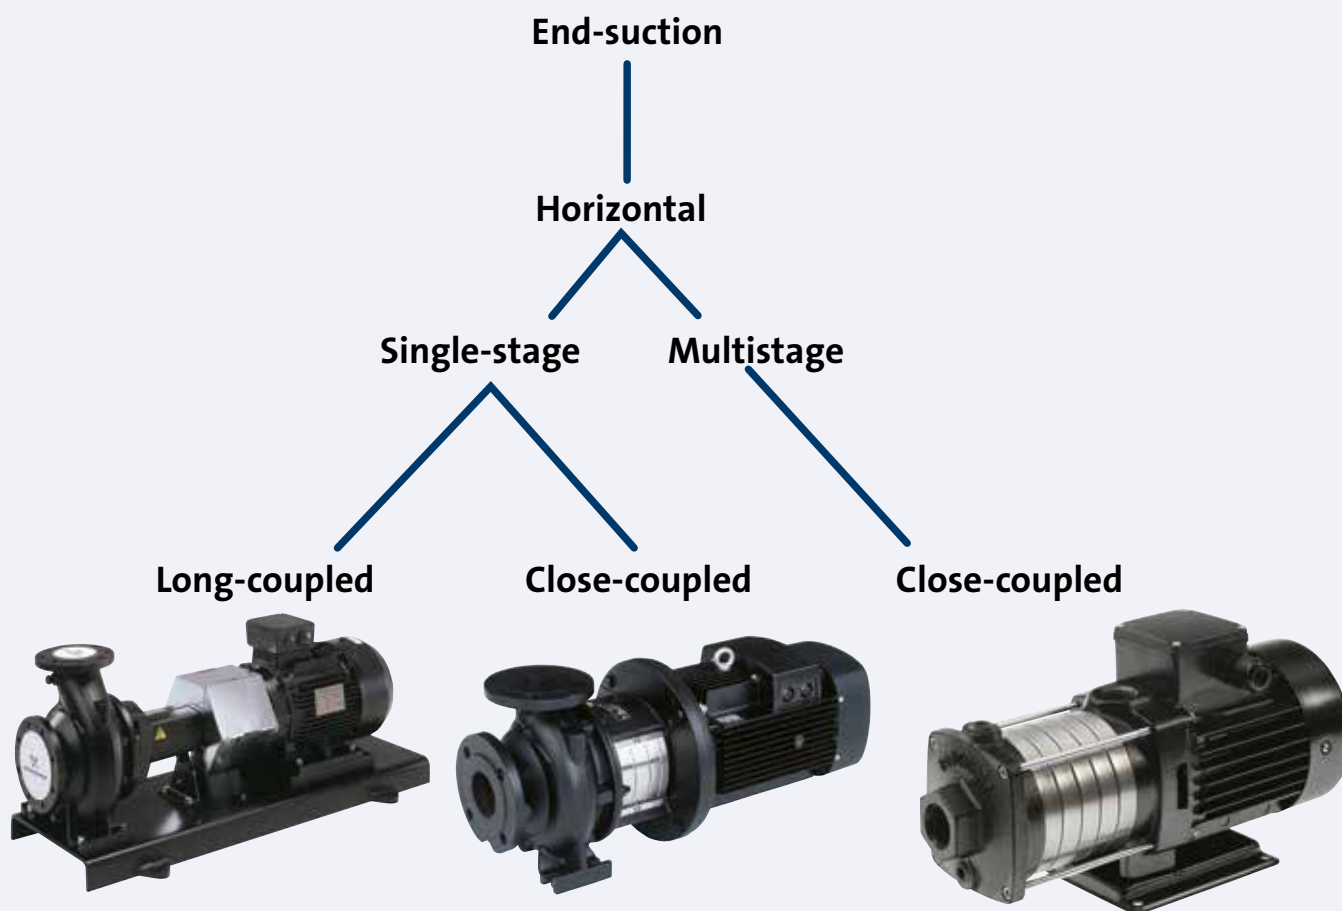 End-suction
Horizontal
Single-stage Multistage
Long-coupled Close-coupled Close-coupled